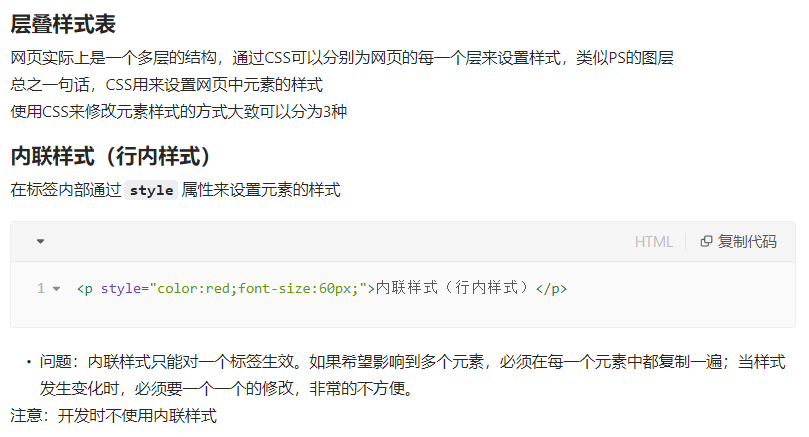 层叠样式表
网页实际上是一个多层的结构，通过CSS可以分别为网页的每一个层来设置样式，类似PS的图层
总之一句话，CSS用来设置网页中元素的样式
使用CSS来修改元素样式的方式大致可以分为3种
内联样式（行内样式）
在标签内部通过 style 属性来设置元素的样式
HTML 复制代码
1 <p style="color:red;font-size:60px;">内联样式（行内样式）</p>
• 问题：内联样式只能对一个标签生效。如果希望影响到多个元素，必须在每一个元素中都复制一遍；当样式
发生变化时，必须要一个一个的修改，非常的不方便。
注意：开发时不使用内联样式